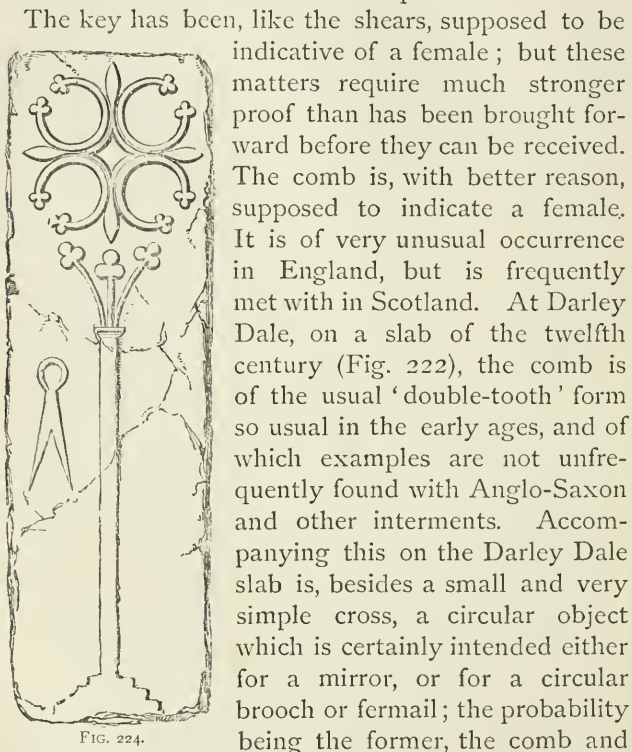 The key has been, like the shears, supposed to be
indicative of a female; but these
matters require much stronger
proof than has been brought for-
ward before they can be received.
The comb is, with better reason,
supposed to indicate a female.
It is of very unusual occurrence
in England, but is frequently
met with in Scotland. At Darley
Dale, on a slab of the twelfth
century (Fig. 222), the comb is
of the usual ‘double-tooth’ form
so usual in the early ages, and of
which examples are not unfre-
quently found with Anglo-Saxon
and other interments. Accom-
panying this on the Darley Dale
slab is, besides a small and very
simple cross, a circular object
which is certainly intended either
for a mirror, or for a circular
brooch or fermail; the probability
being the former, the comb and
Fig. 224.